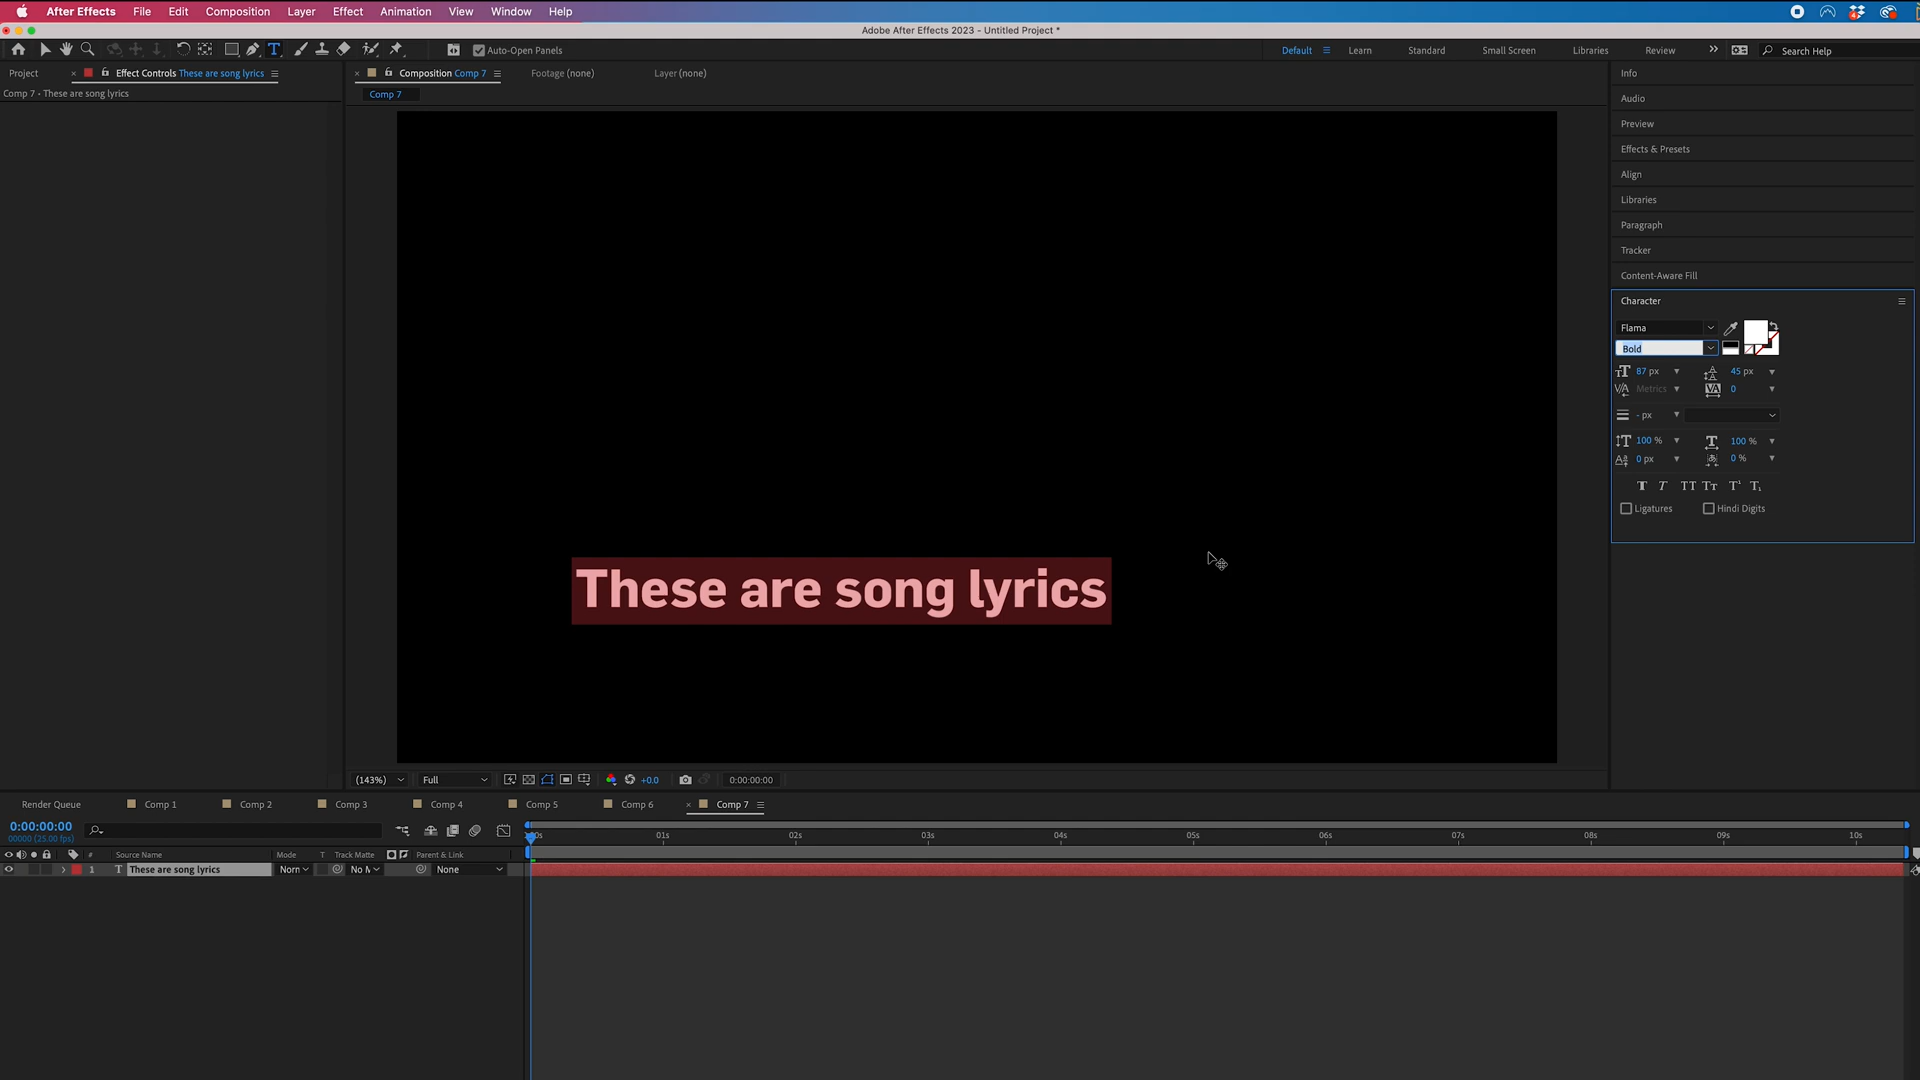 After Effects File Edit Composition Layer Effect Animation View Window Help
Adobe After Effects 2023 - Untitled Project *
Auto-Open Panels Default Learn Standard Small Screen Libraries Review Search Help
Project Effect Controls These are song lyrics
Composition Comp 7 Footage (none) Layer (none)
Comp 7 • These are song lyrics
Comp 7
Info
Audio
Preview
Effects & Presets
Align
Libraries
Paragraph
Tracker
Content-Aware Fill
Character
Flama
Bold
87 px 45 px
Metrics 0
- px
100 % 100 %
0 px 0 %
Ligatures Hindi Digits
These are song lyrics
(143%) Full +0.0 0:00:00:00
Render Queue Comp 1 Comp 2 Comp 3 Comp 4 Comp 5 Comp 6 Comp 7
0:00:00:00
00000 (25.00 fps)
01s 02s 03s 04s 05s 06s 07s 08s 09s 10s
# Source Name Mode T Track Matte Parent & Link
1 T These are song lyrics Norn No M None